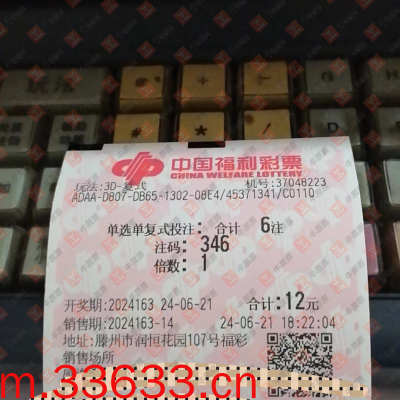 中国福利彩票
CHINA WELFARE LOTTERY
玩法:3D-复式 机号:37048223
ADAA-D807-DB65-1302-08E4/45371341/C0110
单选单复式投注: 合计 6注
注码: 346
倍数: 1
开奖期:2024163 24-06-21 合计:12元
销售期:2024163-14 24-06-21 18:22:04
地址:滕州市润恒花园107号福彩
销售场所
m.33633.cn